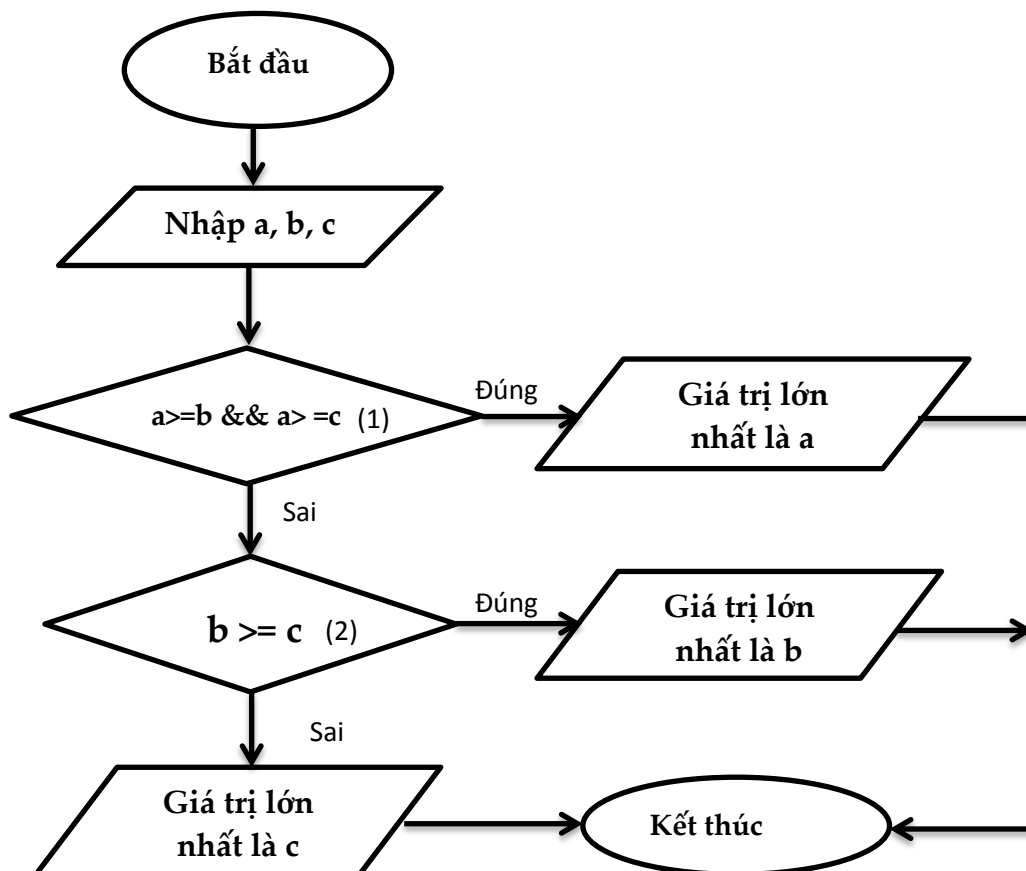 Bắt đầu
Nhập a, b, c
a>=b && a> =c (1)
Đúng
Giá trị lớn
nhất là a
Sai
b >= c (2)
Đúng
Giá trị lớn
nhất là b
Sai
Giá trị lớn
nhất là c
Kết thúc